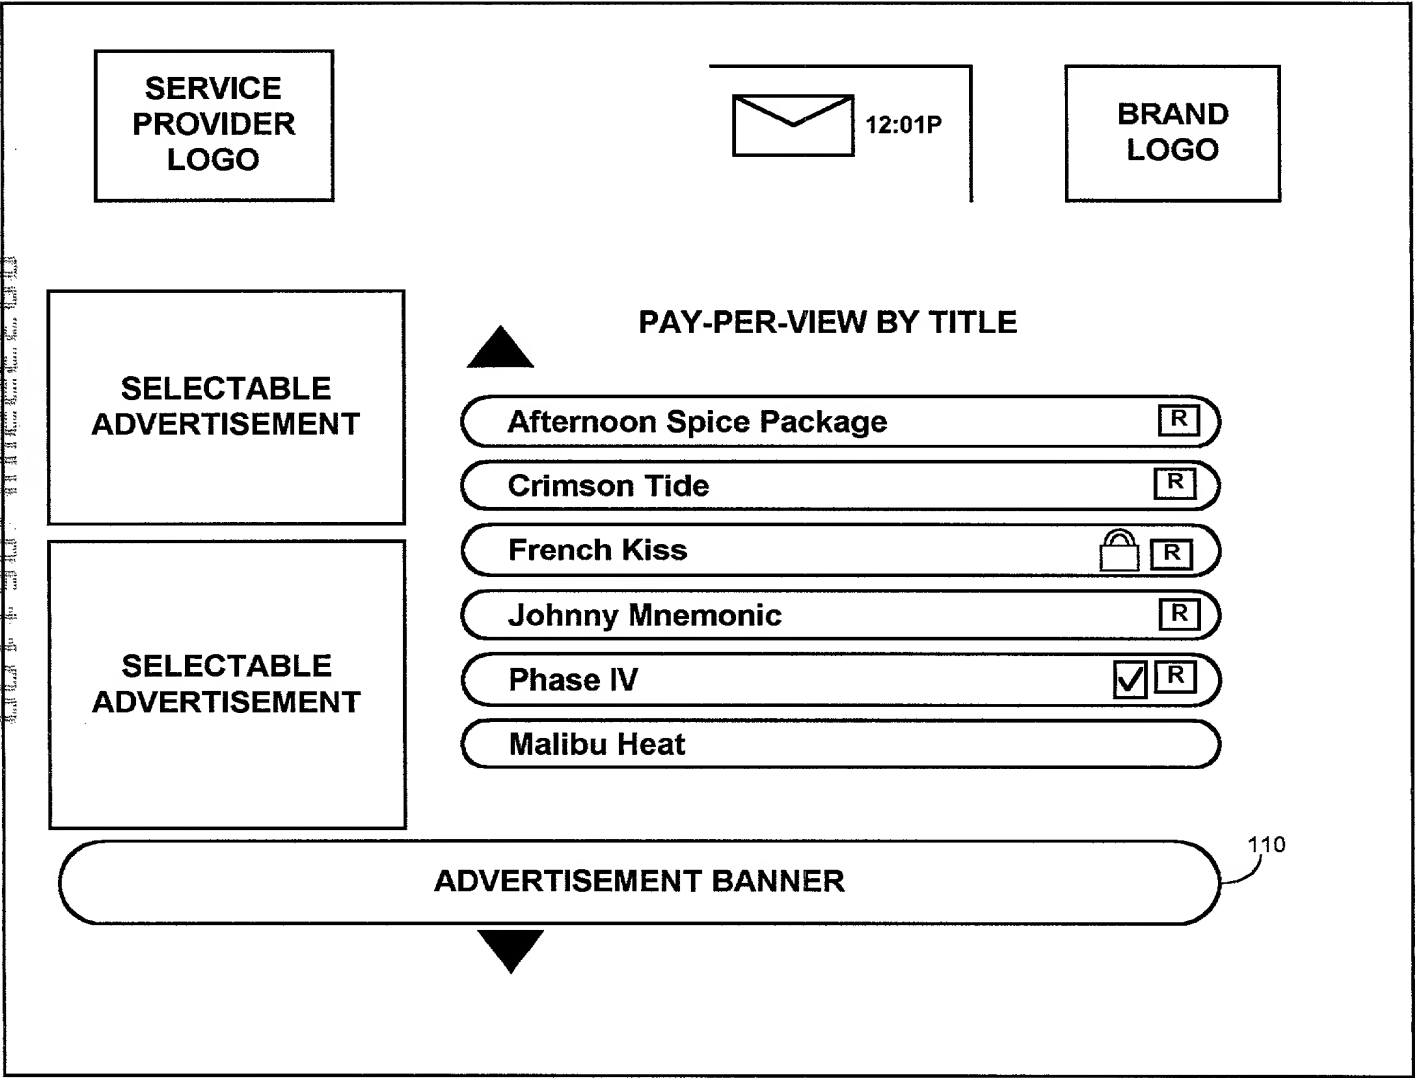 SERVICE
PROVIDER
LOGO
12:01P
BRAND
LOGO
SELECTABLE
ADVERTISEMENT
PAY-PER-VIEW BY TITLE
Afternoon Spice Package R
Crimson Tide R
French Kiss R
Johnny Mnemonic R
Phase IV R
Malibu Heat
SELECTABLE
ADVERTISEMENT
ADVERTISEMENT BANNER
110